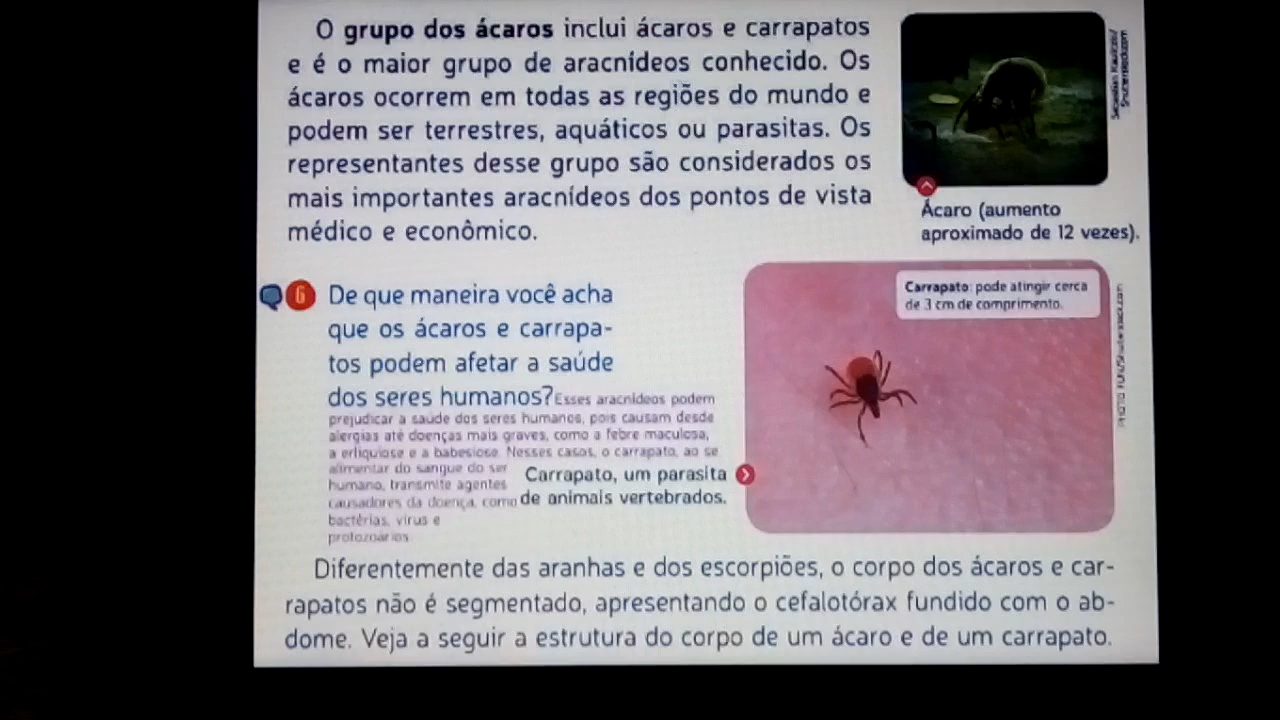 O grupo dos ácaros inclui ácaros e carrapatos
e é o maior grupo de aracnídeos conhecido. Os
ácaros ocorrem em todas as regiões do mundo e
podem ser terrestres, aquáticos ou parasitas. Os
representantes desse grupo são considerados os
mais importantes aracnídeos dos pontos de vista
médico e econômico.
Shutterstock.com
Ácaro (aumento
aproximado de 12 vezes).
6
De que maneira você acha
que os ácaros e carrapa-
tos podem afetar a saúde
dos seres humanos? Esses aracnídeos podem
prejudicar a saúde dos seres humanos, pois causam desde
alergias até doenças mais graves, como a febre maculosa,
a erliquiose e a babesiose. Nesses casos, o carrapato, ao se
alimentar do sangue do ser
humano, transmite agentes
causadores da doença, como
bactérias, vírus e
protozoários.
Carrapato, um parasita
de animais vertebrados.
Carrapato: pode atingir cerca
de 3 cm de comprimento.
PHOTO FUN/Shutterstock.com
Diferentemente das aranhas e dos escorpiões, o corpo dos ácaros e car-
rapatos não é segmentado, apresentando o cefalotórax fundido com o ab-
dome. Veja a seguir a estrutura do corpo de um ácaro e de um carrapato.